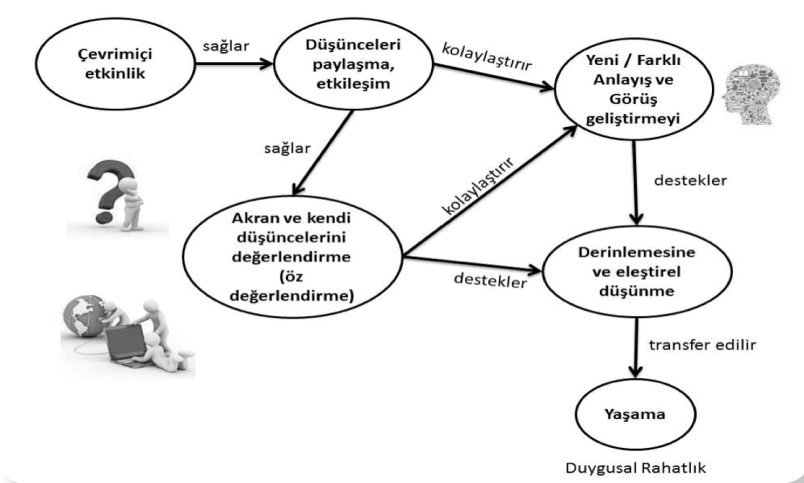 Çevrimiçi
etkinlik
sağlar
Düşünceleri
paylaşma,
etkileşim
kolaylaştırır
Yeni / Farklı
Anlayış ve
Görüş
geliştirmeyi
sağlar
kolaylaştırır
destekler
Akran ve kendi
düşüncelerini
değerlendirme
(öz
değerlendirme)
destekler
Derinlemesine
ve eleştirel
düşünme
transfer edilir
Yaşama
Duygusal Rahatlık